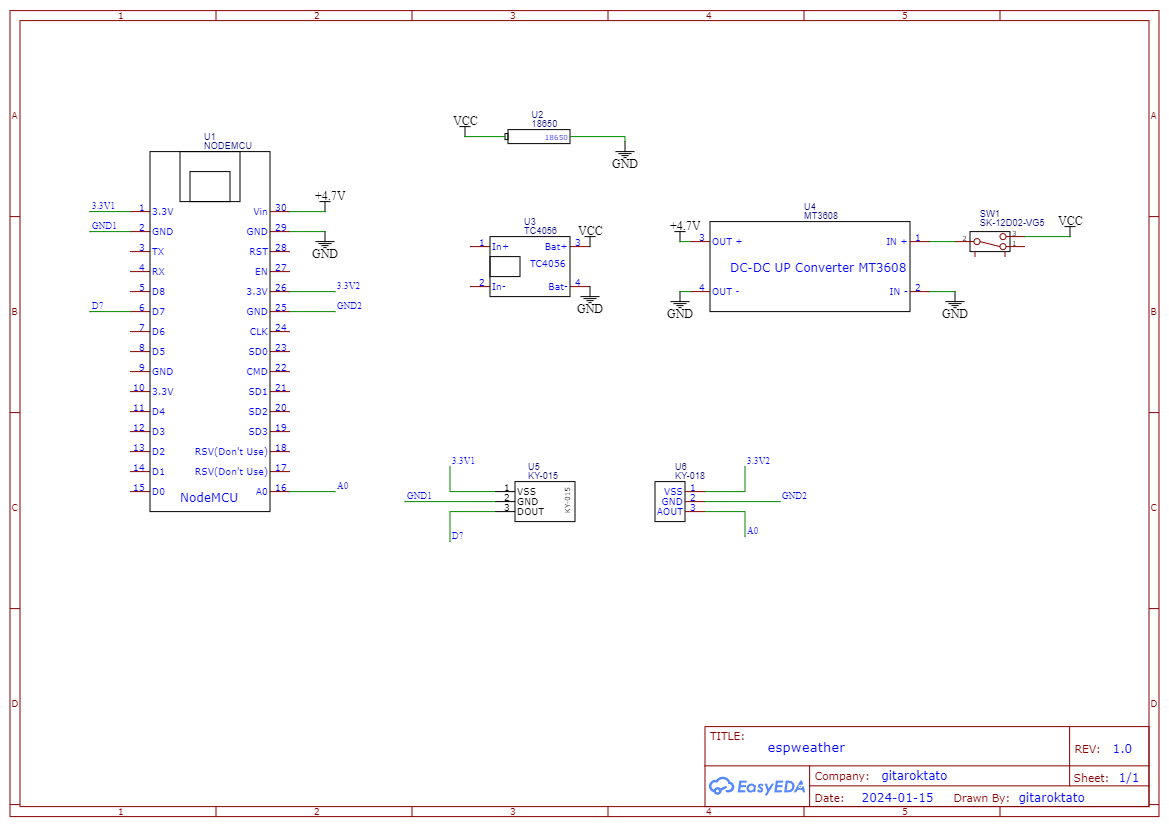 1 2 3 4 5
A A
B B
C C
D D
U1
NODEMCU
3.3V1 1 3.3V
GND1 2 GND
3 TX
4 RX
5 D8
D7 6 D7
7 D6
8 D5
9 GND
10 3.3V
11 D4
12 D3
13 D2
14 D1
15 D0
Vin 30 +4.7V
GND 29 GND
RST 28
EN 27
3.3V 26 3.3V2
GND 25 GND2
CLK 24
SD0 23
CMD 22
SD1 21
SD2 20
SD3 19
RSV(Don't Use) 18
RSV(Don't Use) 17
A0 16 A0
NodeMCU
VCC
U2
18650
18650
GND
U3
TC4056
1 In+ Bat+ 3 VCC
TC4056
2 In- Bat- 4
GND
U4
MT3608
+4.7V
3 OUT + IN + 1
DC-DC UP Converter MT3608
4 OUT - IN - 2
GND GND
SW1
SK-12D02-VG5
VCC
2 3
1
3.3V1
U5
KY-015
1 VSS
GND1 2 GND
3 DOUT
KY-015
D7
3.3V2
U6
KY-018
VSS 1
GND 2 GND2
AOUT 3
A0
TITLE:
espweather
REV: 1.0
EasyEDA
Company: gitaroktato
Sheet: 1/1
Date: 2024-01-15 Drawn By: gitaroktato
1 2 3 4 5